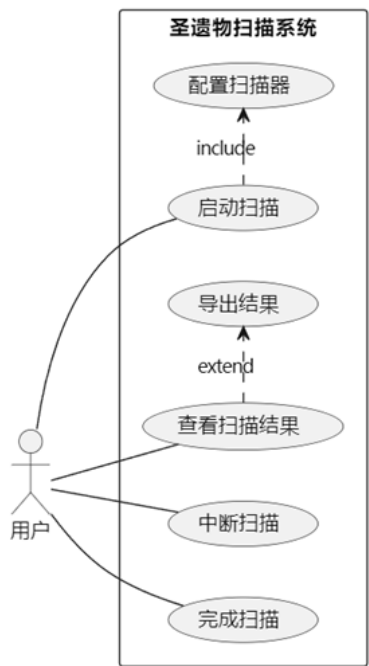 圣遗物扫描系统
配置扫描器
include
启动扫描
导出结果
extend
查看扫描结果
中断扫描
用户
完成扫描